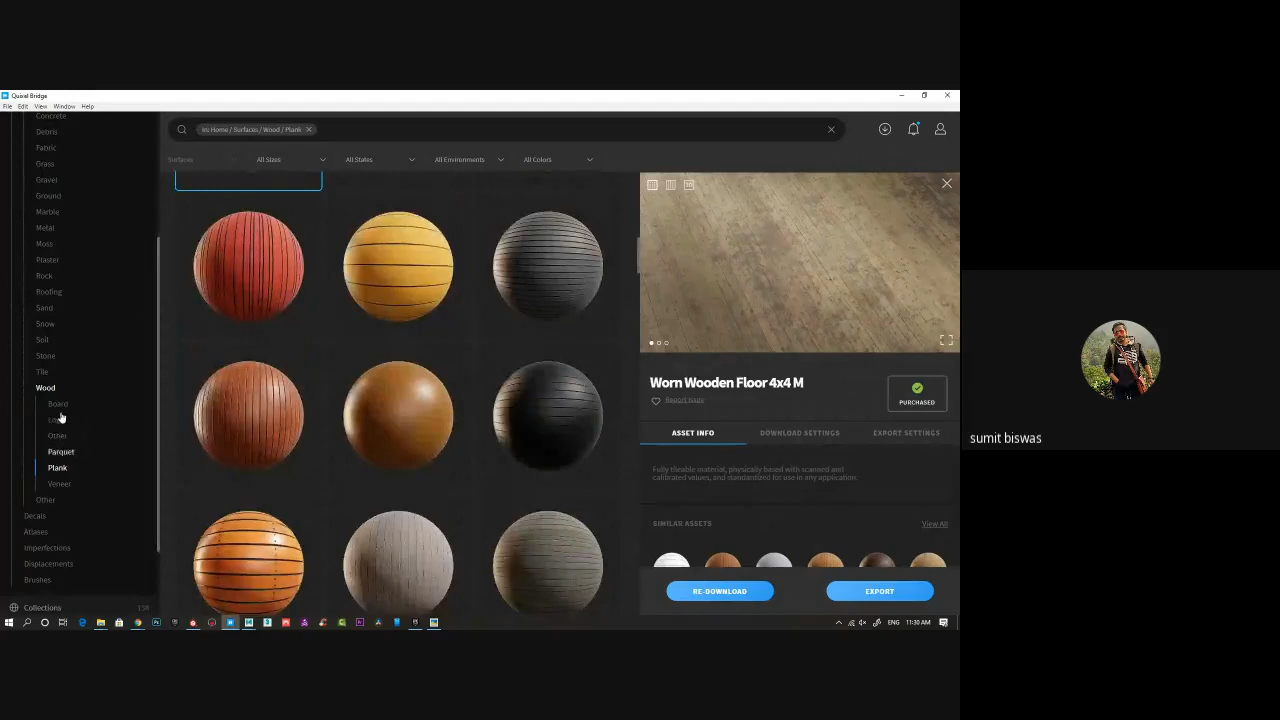 Quixel Bridge
File Edit View Window Help
Concrete
Debris
Fabric
Grass
Gravel
Ground
Marble
Metal
Moss
Plaster
Rock
Roofing
Sand
Snow
Soil
Stone
Tile
Wood
Board
Other
Parquet
Plank
Veneer
Other
Decals
Atlases
Imperfections
Displacements
Brushes
Collections 
In: Home / Surfaces / Wood / Plank
Surfaces All Sizes All States All Environments All Colors
Worn Wooden Floor 4x4 M
Report Issue
PURCHASED
ASSET INFO DOWNLOAD SETTINGS EXPORT SETTINGS
Fully tileable material, physically based with scanned and
calibrated values, and standardized for use in any application.
SIMILAR ASSETS View All
RE-DOWNLOAD EXPORT
ENG 11:30 AM
sumit biswas